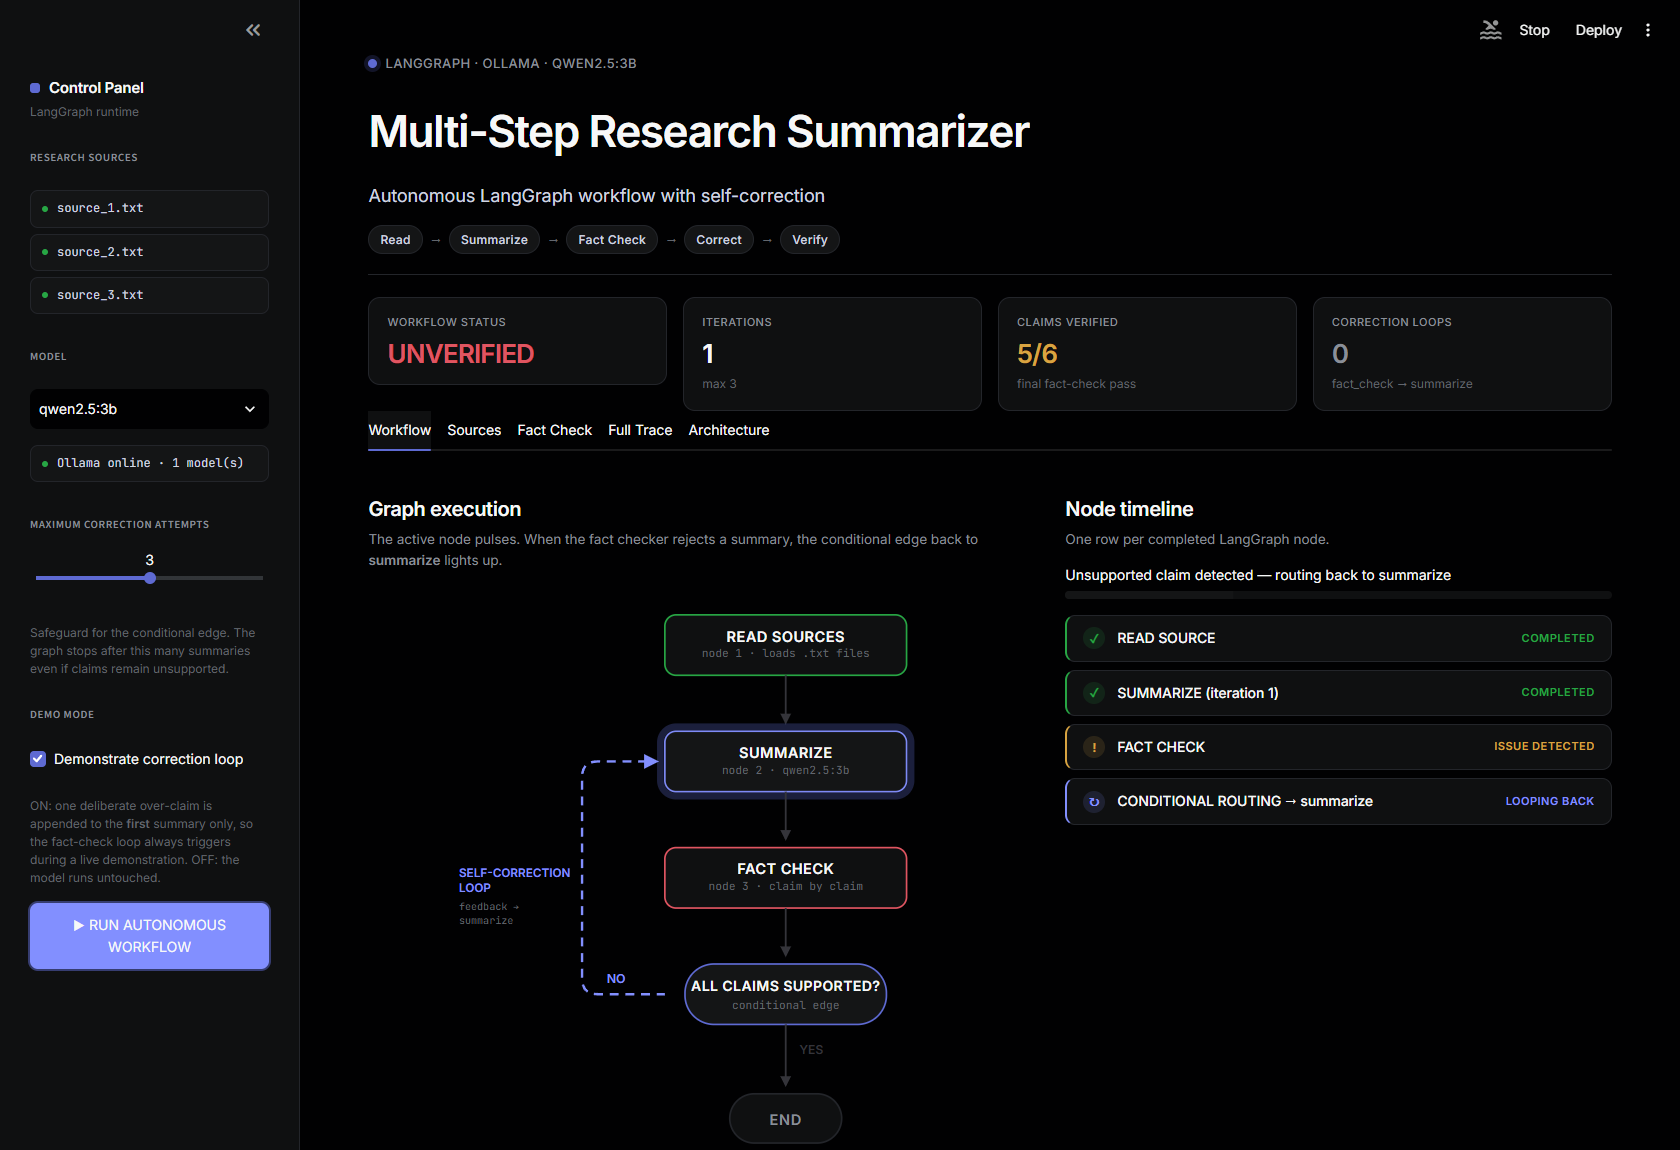 Stop
Deploy
Control Panel
LangGraph runtime
RESEARCH SOURCES
source_1.txt
source_2.txt
source_3.txt
MODEL
qwen2.5:3b
Ollama online · 1 model(s)
MAXIMUM CORRECTION ATTEMPTS
3
Safeguard for the conditional edge. The
graph stops after this many summaries
even if claims remain unsupported.
DEMO MODE
Demonstrate correction loop
ON: one deliberate over-claim is
appended to the first summary only, so
the fact-check loop always triggers
during a live demonstration. OFF: the
model runs untouched.
▶ RUN AUTONOMOUS
WORKFLOW
LANGGRAPH · OLLAMA · QWEN2.5:3B
Multi-Step Research Summarizer
Autonomous LangGraph workflow with self-correction
Read → Summarize → Fact Check → Correct → Verify
WORKFLOW STATUS
UNVERIFIED
ITERATIONS
1
max 3
CLAIMS VERIFIED
5/6
final fact-check pass
CORRECTION LOOPS
0
fact_check → summarize
Workflow Sources Fact Check Full Trace Architecture
Graph execution
The active node pulses. When the fact checker rejects a summary, the conditional edge back to
summarize lights up.
READ SOURCES
node 1 · loads .txt files
SUMMARIZE
node 2 · qwen2.5:3b
FACT CHECK
node 3 · claim by claim
SELF-CORRECTION
LOOP
feedback →
summarize
NO
ALL CLAIMS SUPPORTED?
conditional edge
YES
END
Node timeline
One row per completed LangGraph node.
Unsupported claim detected — routing back to summarize
✓ READ SOURCE COMPLETED
✓ SUMMARIZE (iteration 1) COMPLETED
! FACT CHECK ISSUE DETECTED
↻ CONDITIONAL ROUTING → summarize LOOPING BACK